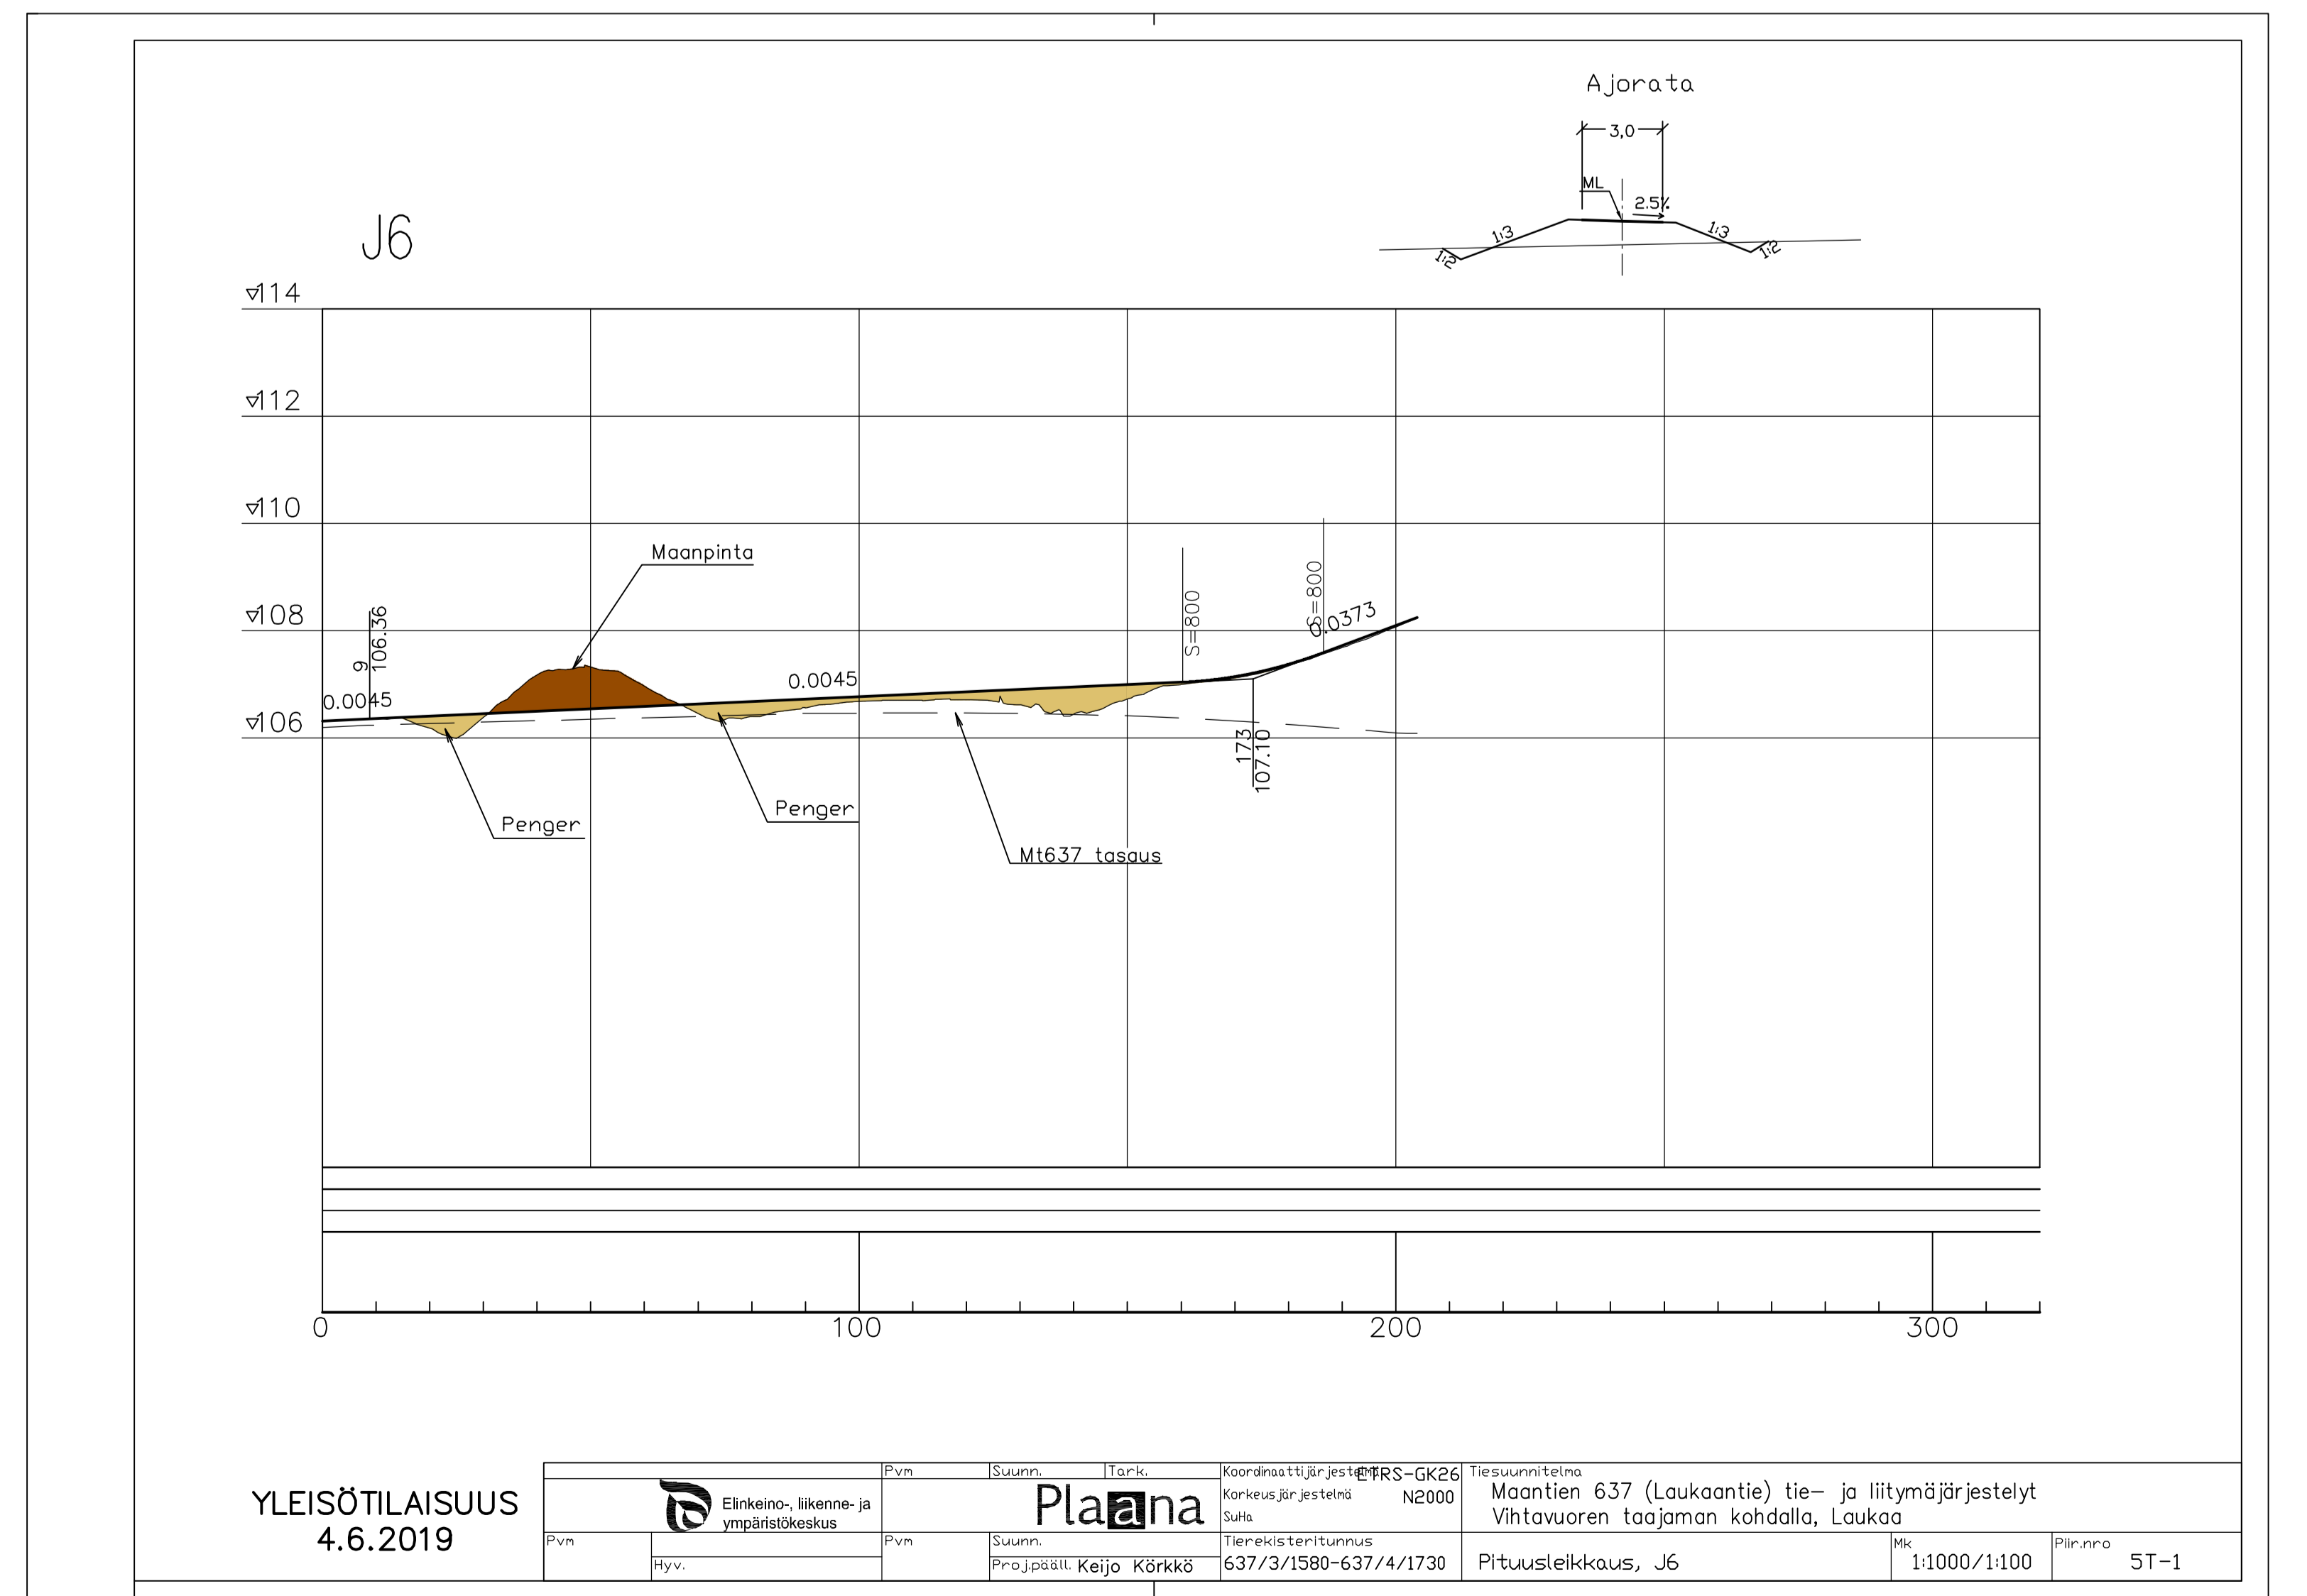 Ajorata
3,0
ML
2.5%
1:3
1:3
1:2
1:2
J6
114
112
110
108
106
Maanpinta
9
106.36
0.0045
0.0045
S=800
S=800
0.0373
173
107.10
Penger
Penger
Mt637 tasaus
0
100
200
300
YLEISÖTILAISUUS
4.6.2019
Elinkeino-, liikenne- ja
ympäristökeskus
Pvm
Hyv.
Pvm
Suunn.
Tark.
Plaana
Pvm
Suunn.
Proj.pääll. Keijo Körkkö
Koordinaattijärjestelmä ETRS-GK26
Korkeusjärjestelmä N2000
SuHa
Tierekisteritunnus
637/3/1580-637/4/1730
Tiesuunnitelma
Maantien 637 (Laukaantie) tie- ja liitymäjärjestelyt
Vihtavuoren taajaman kohdalla, Laukaa
Pituusleikkaus, J6
Mk
1:1000/1:100
Piir.nro
5T-1